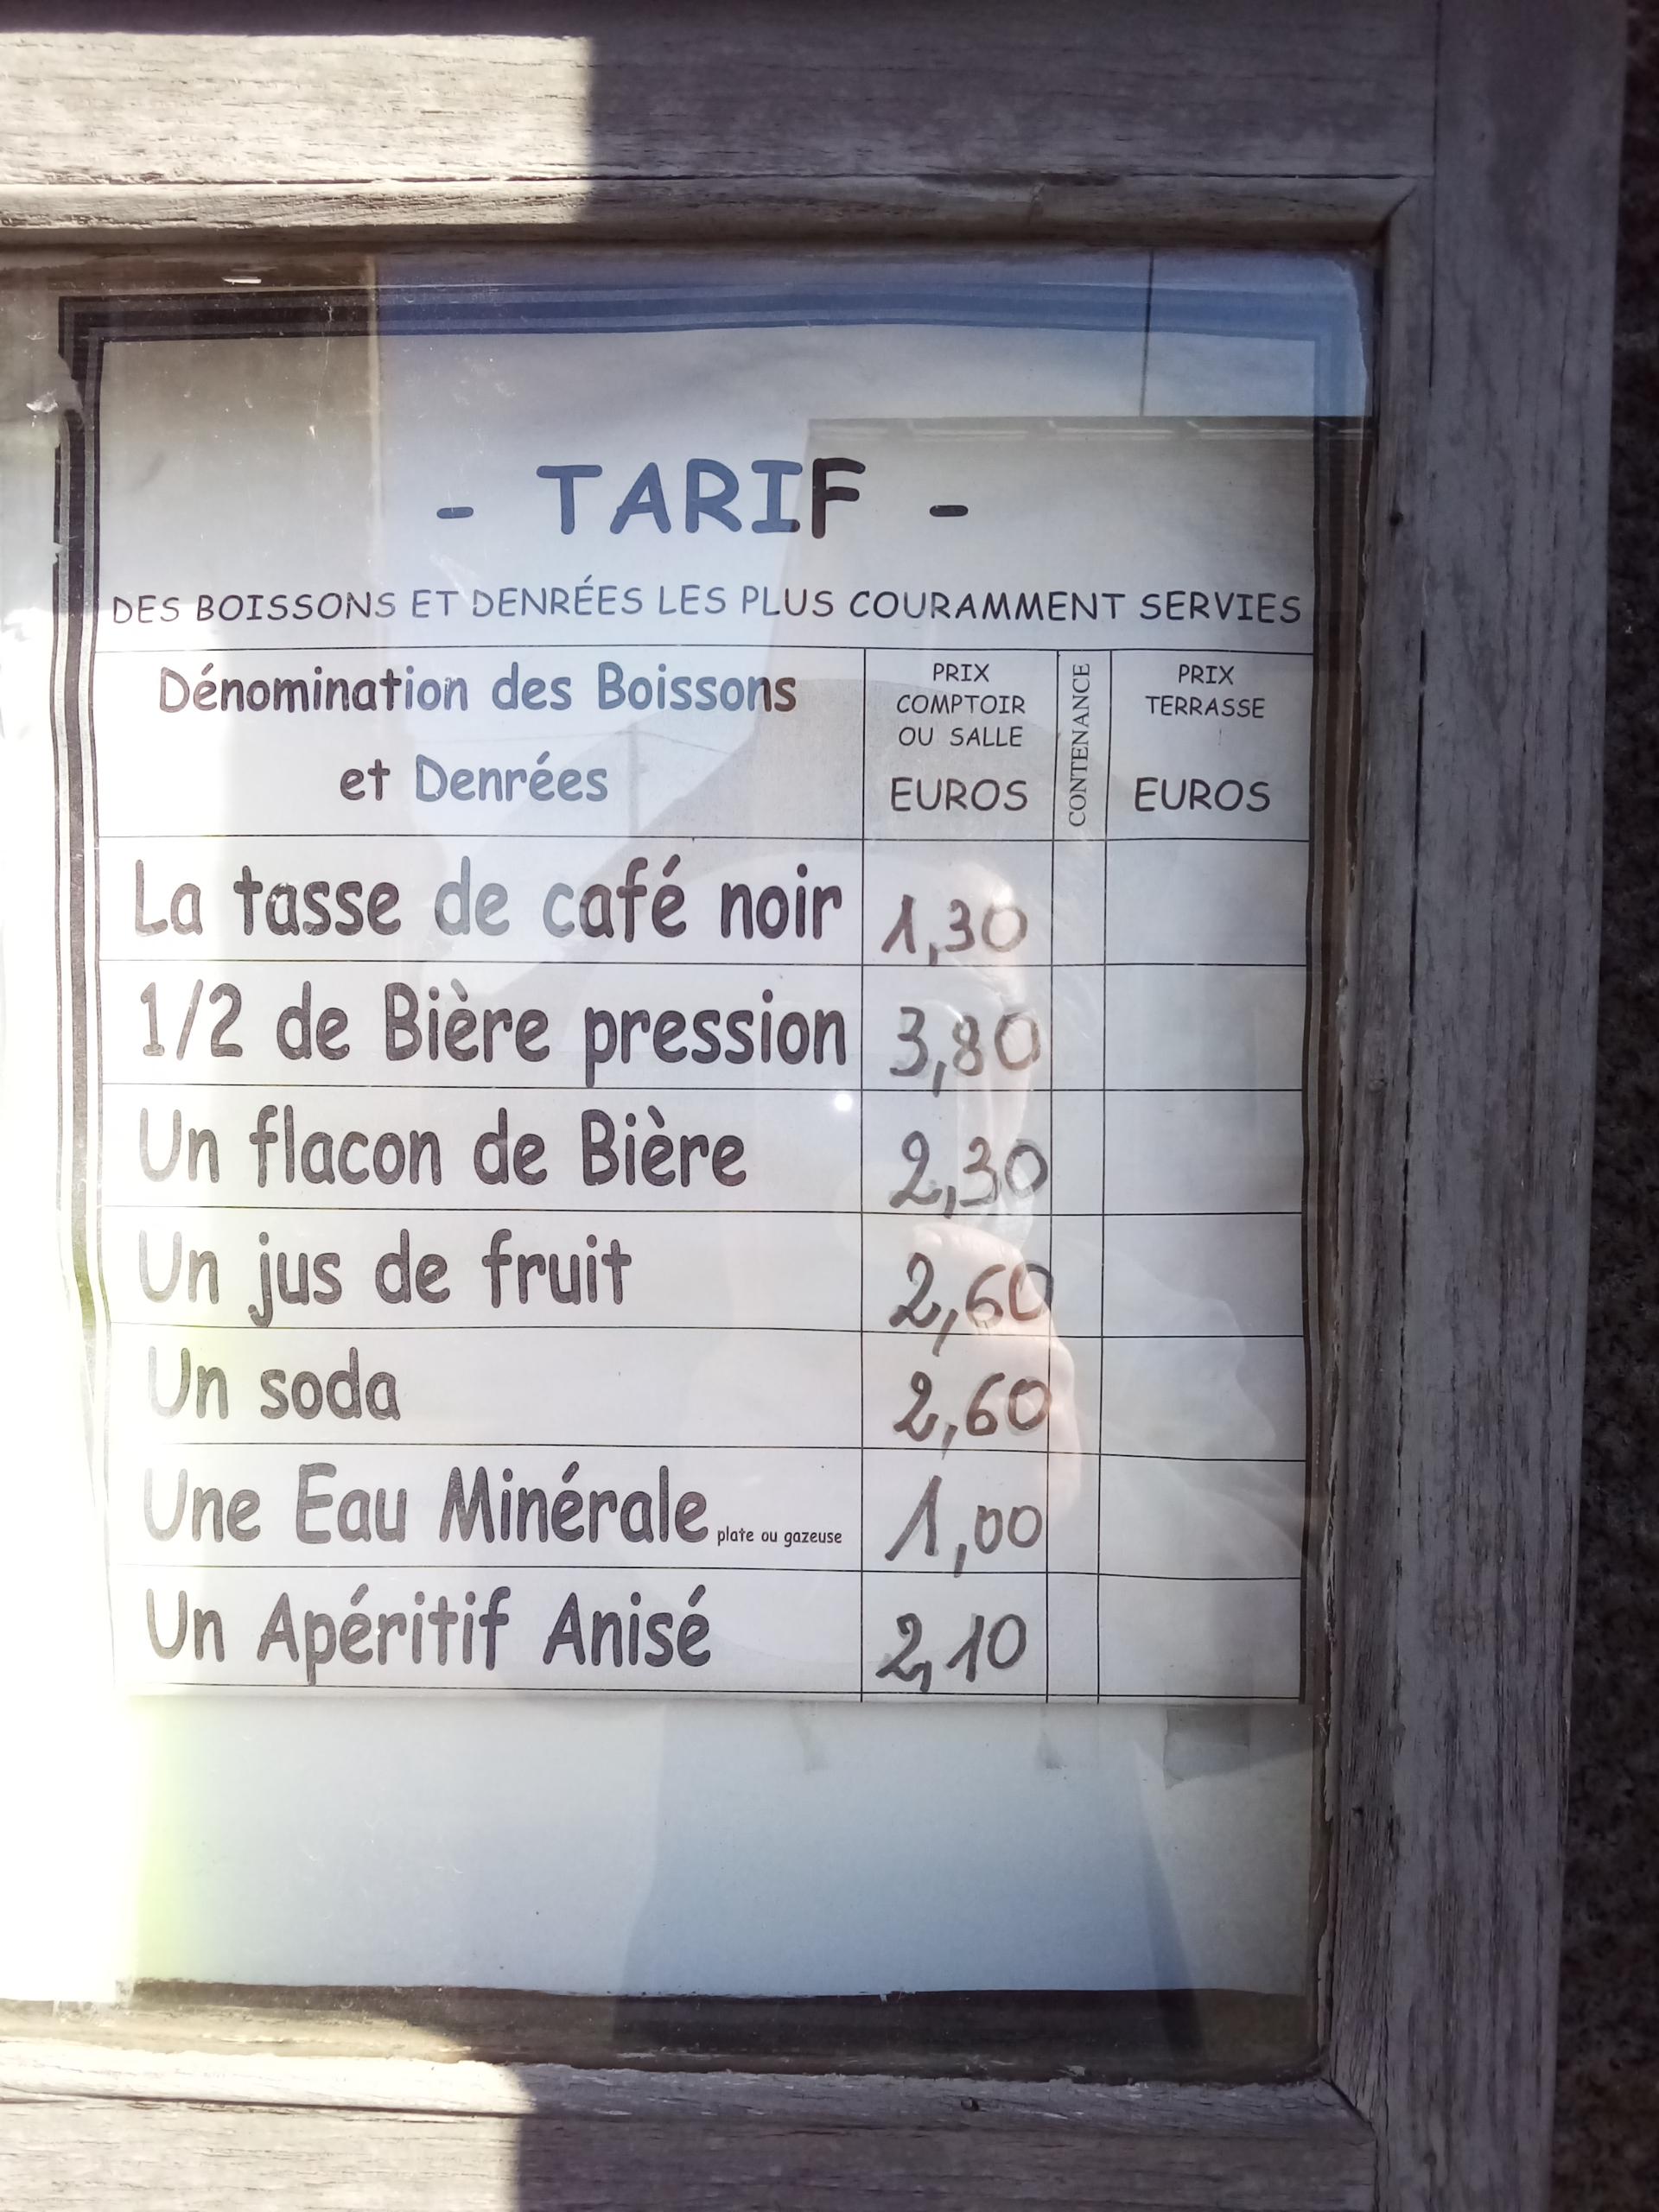 - TARIF -
DES BOISSONS ET DENRÉES LES PLUS COURAMMENT SERVIES
Dénomination des Boissons
et Denrées
PRIX
COMPTOIR
OU SALLE
EUROS
CONTENANCE
PRIX
TERRASSE
EUROS
La tasse de café noir 1,30
1/2 de Bière pression 3,80
Un flacon de Bière 2,30
Un jus de fruit 2,60
Un soda 2,60
Une Eau Minérale plate ou gazeuse 1,00
Un Apéritif Anisé 2,10